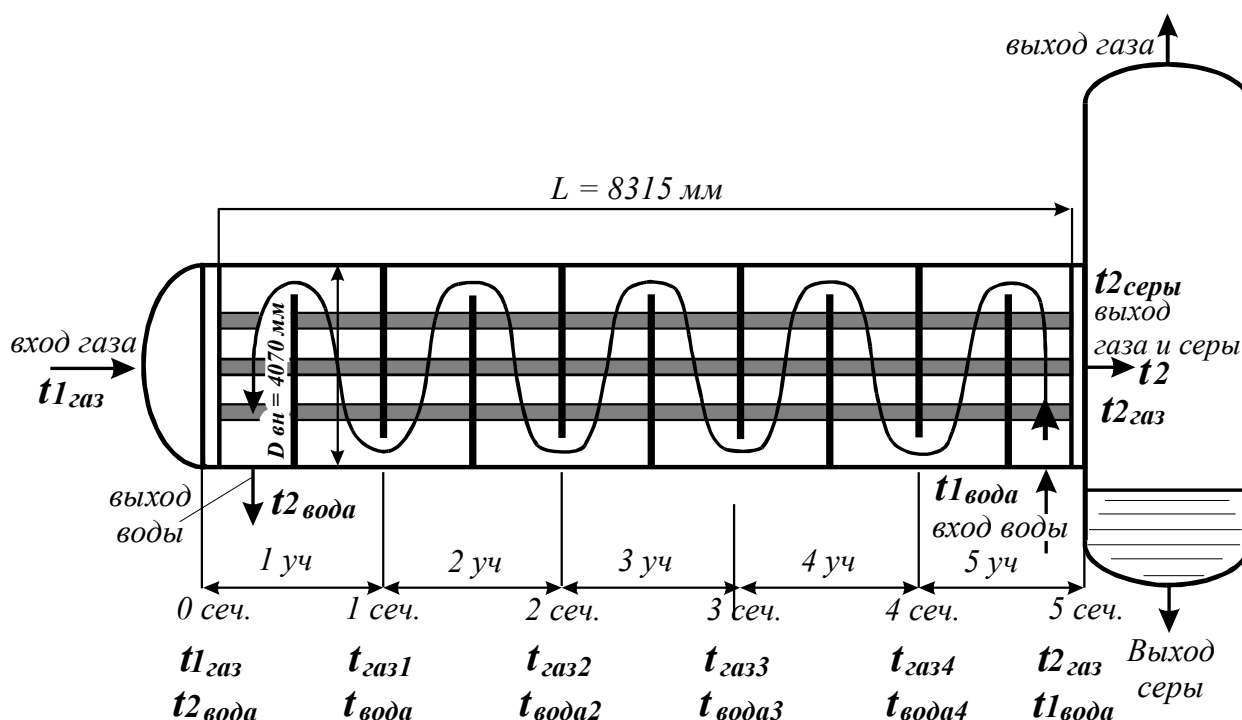 выход газа
L = 8315 мм
вход газа
t1газ
D вн = 4070 мм
t2серы
выход
газа и серы
t2
t2газ
выход
воды
t2вода
t1вода
вход воды
1 уч
2 уч
3 уч
4 уч
5 уч
0 сеч.
1 сеч.
2 сеч.
3 сеч.
4 сеч.
5 сеч.
t1газ
tгаз1
tгаз2
tгаз3
tгаз4
t2газ
t2вода
tвода
tвода2
tвода3
tвода4
t1вода
Выход
серы